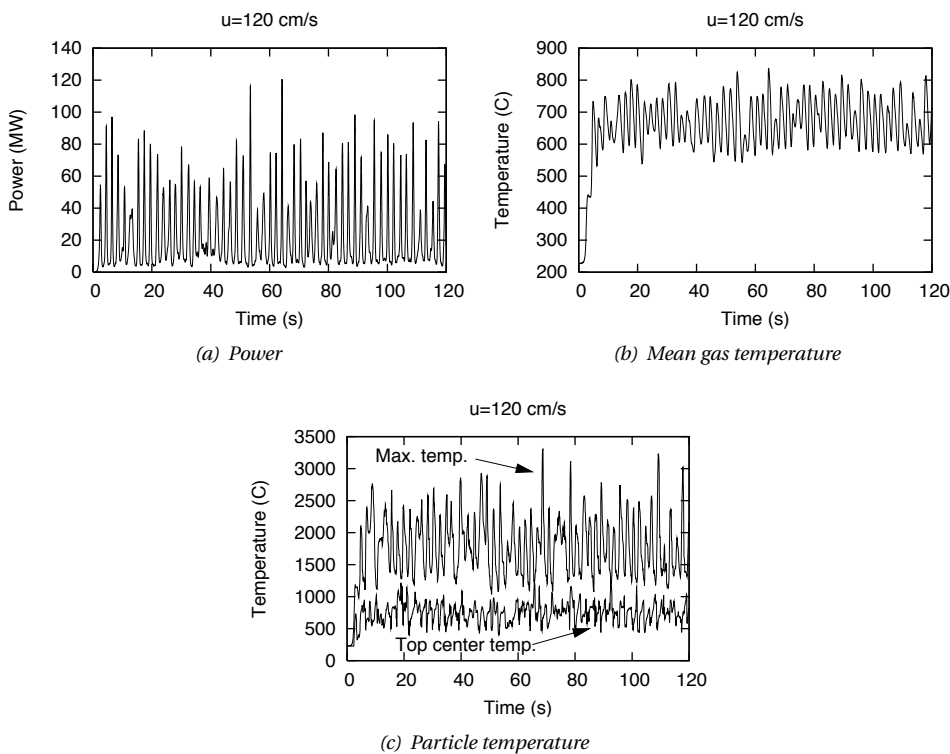 u=120 cm/s
Power (MW)
140
120
100
80
60
40
20
0
0 20 40 60 80 100 120
Time (s)
(a) Power
u=120 cm/s
Temperature (C)
900
800
700
600
500
400
300
200
0 20 40 60 80 100 120
Time (s)
(b) Mean gas temperature
u=120 cm/s
Temperature (C)
3500
3000
2500
2000
1500
1000
500
0
Max. temp.
Top center temp.
0 20 40 60 80 100 120
Time (s)
(c) Particle temperature